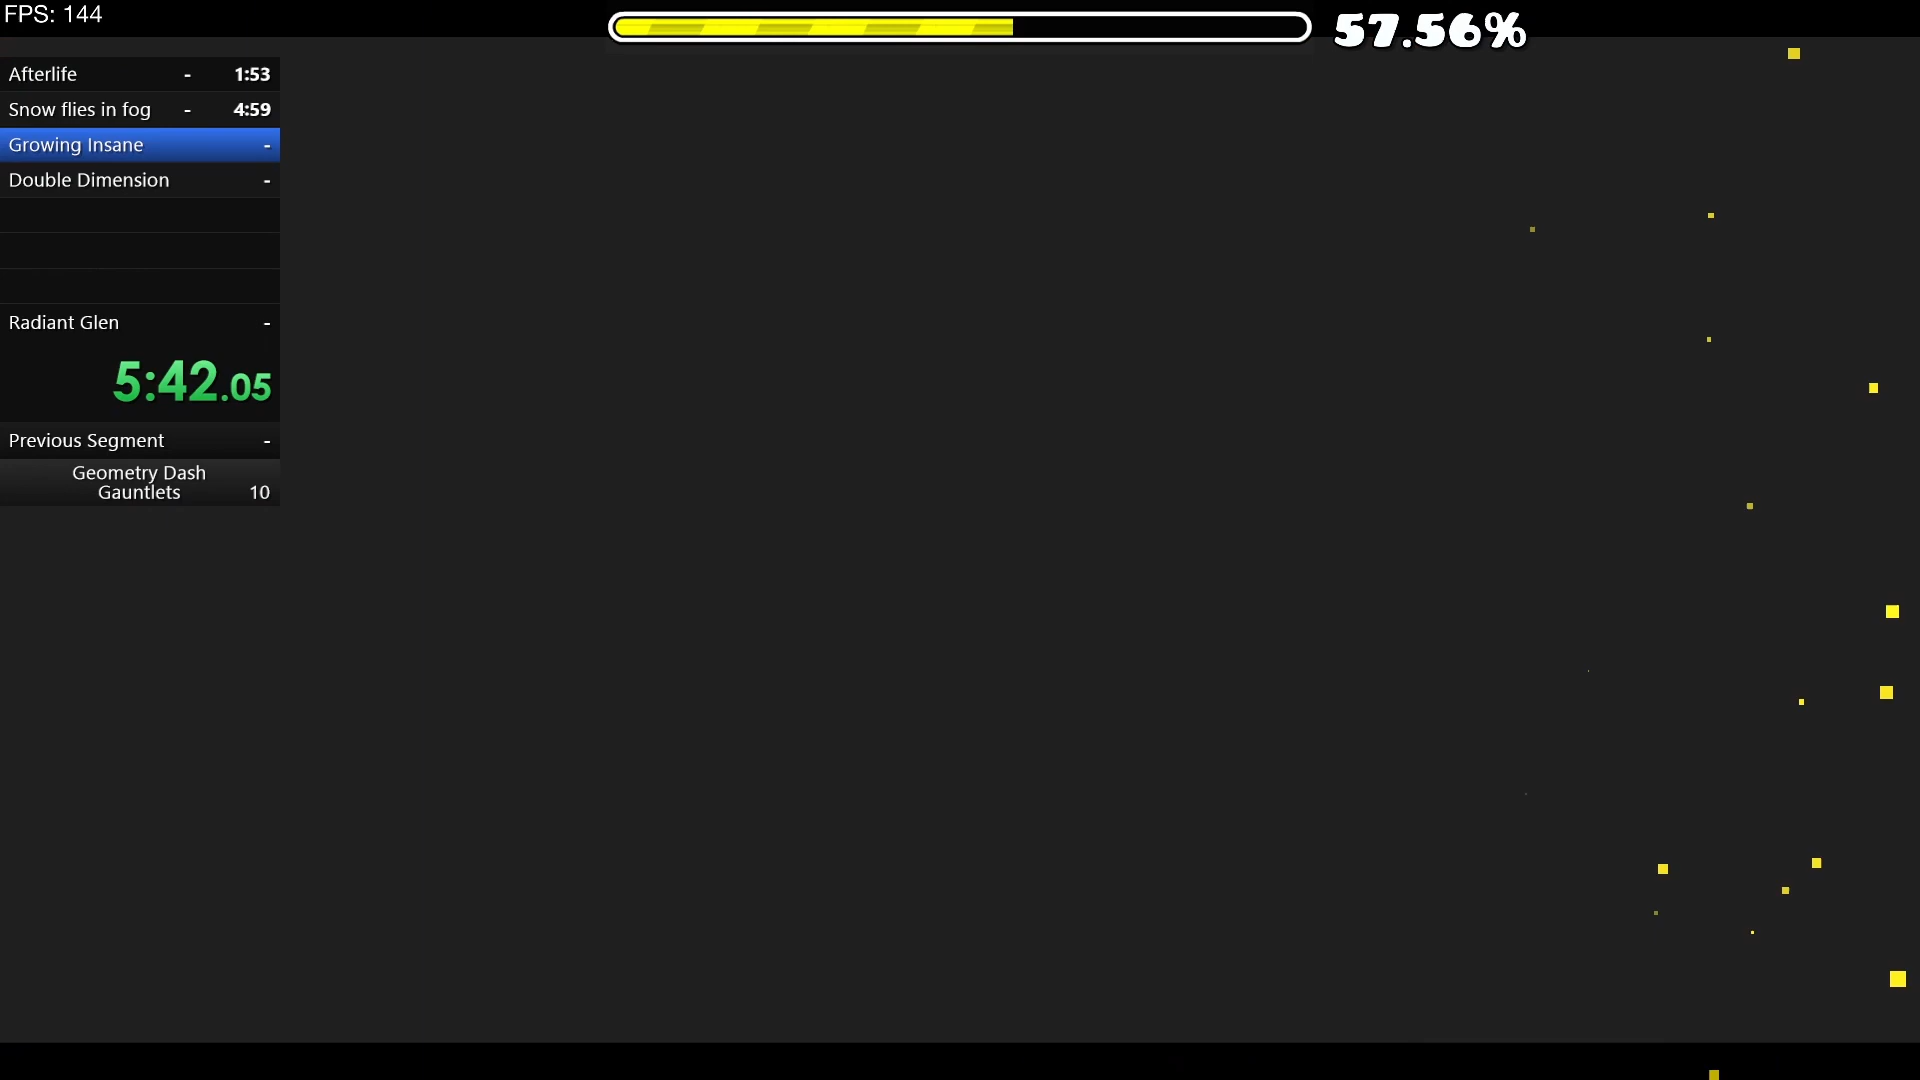 FPS: 144
57.56%
Afterlife - 1:53
Snow flies in fog - 4:59
Growing Insane -
Double Dimension -
Radiant Glen -
5:42.05
Previous Segment -
Geometry Dash
Gauntlets 10